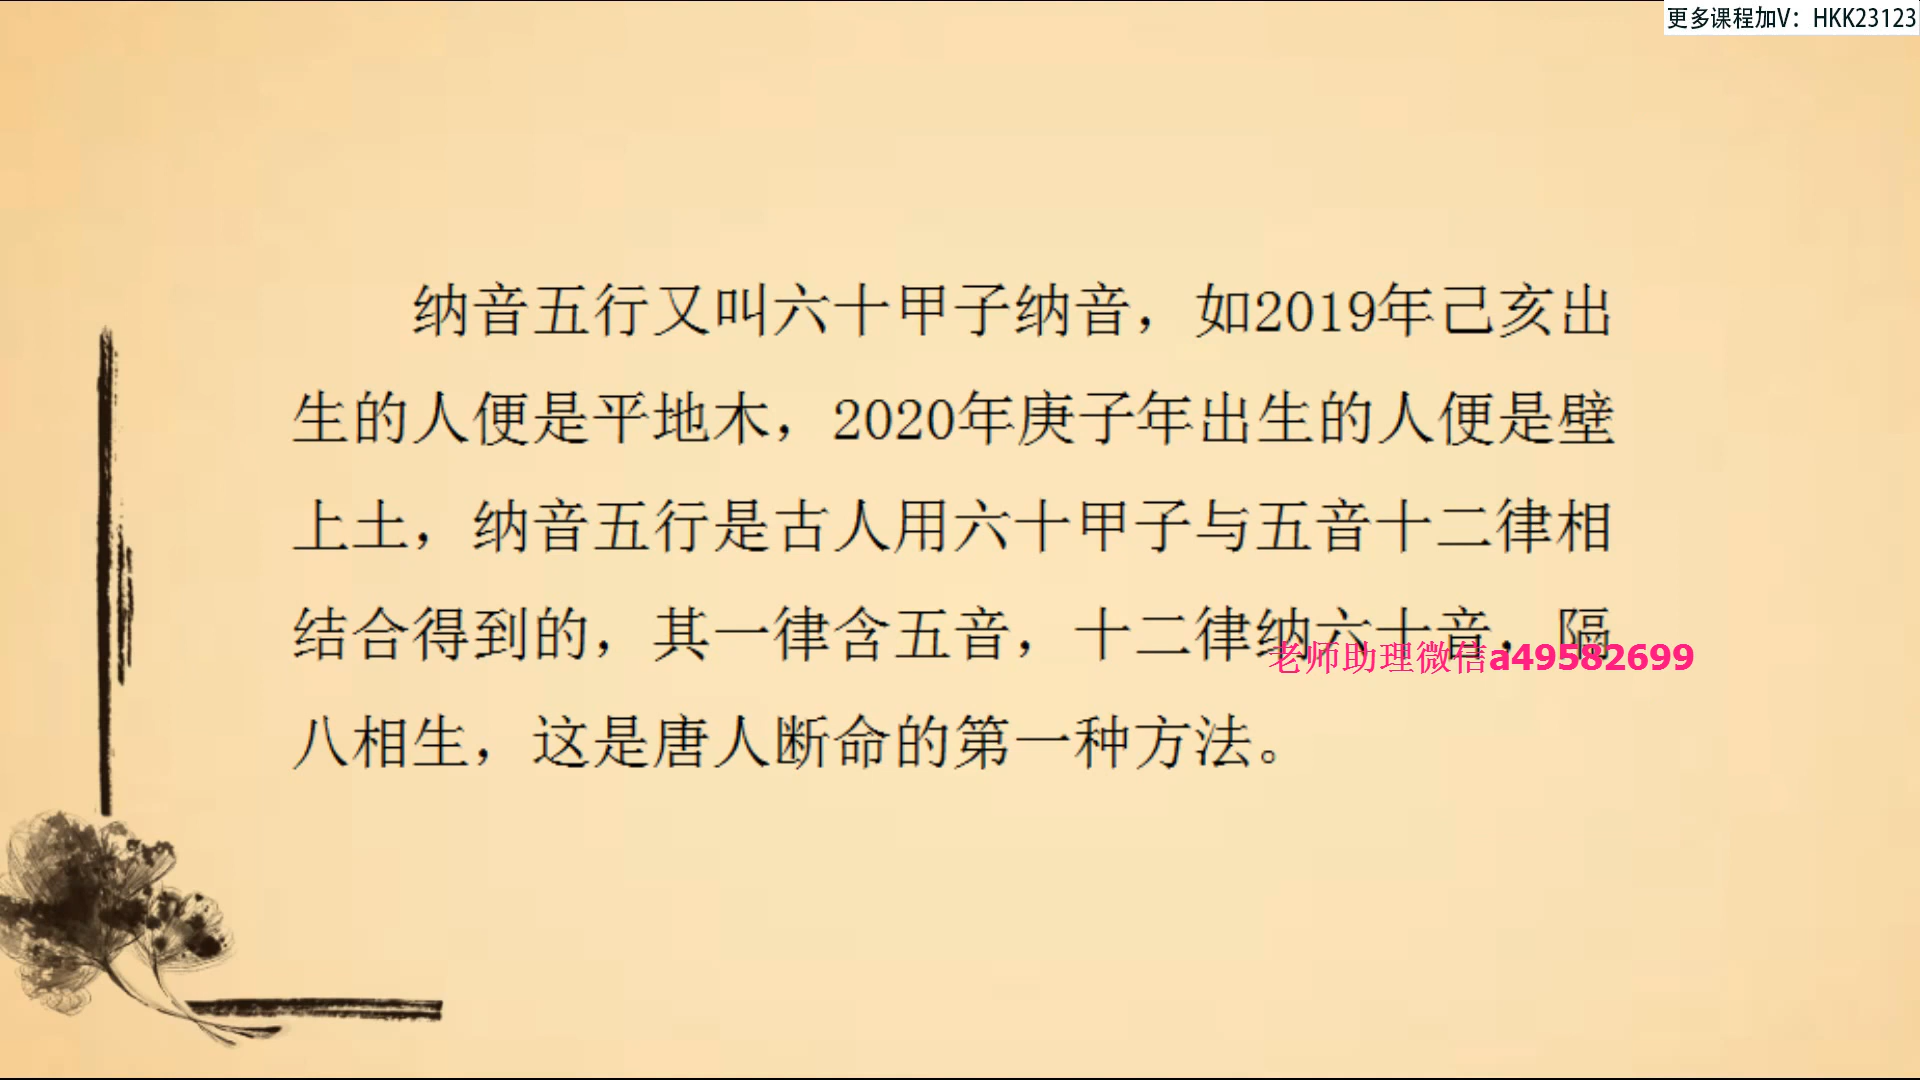 更多课程加V：HKK23123
纳音五行又叫六十甲子纳音，如2019年己亥出
生的人便是平地木，2020年庚子年出生的人便是壁
上土，纳音五行是古人用六十甲子与五音十二律相
结合得到的，其一律含五音，十二律纳六十音，隔
老师助理微信a49582699
八相生，这是唐人断命的第一种方法。